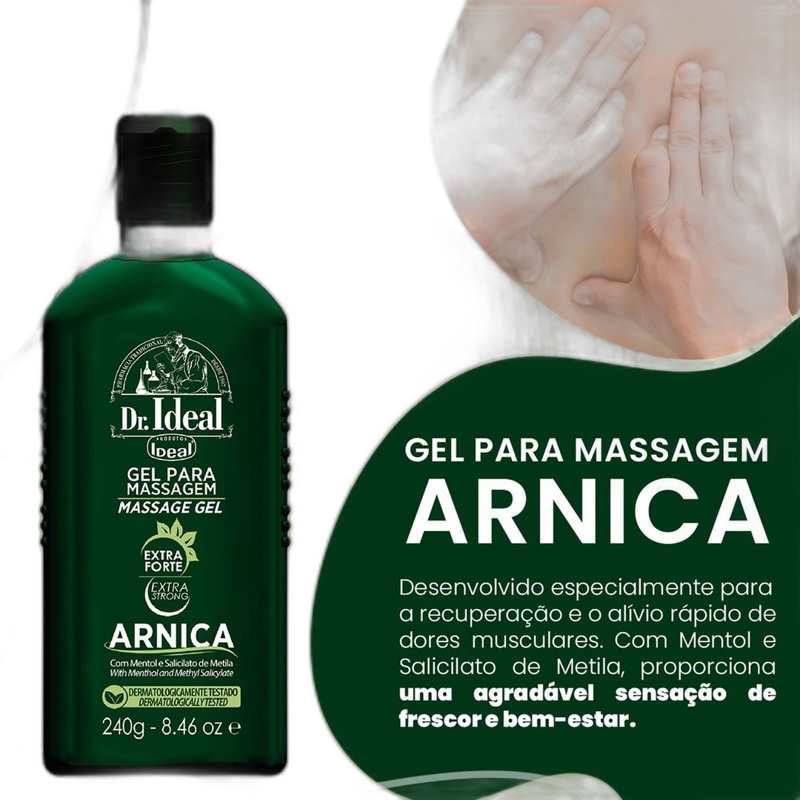 PHARMACIA TRADICIONAL
Dr. Ideal
PRODUTOS
Ideal
GEL PARA
MASSAGEM
MASSAGE GEL
EXTRA
FORTE
EXTRA
STRONG
ARNICA
Com Mentol e Salicilato de Metila
With Menthol and Methyl Salicylate
DERMATOLOGICAMENTE TESTADO
DERMATOLOGICALLY TESTED
240g - 8.46 oz e
GEL PARA MASSAGEM
ARNICA
Desenvolvido especialmente para
a recuperação e o alívio rápido de
dores musculares. Com Mentol e
Salicilato de Metila, proporciona
uma agradável sensação de
frescor e bem-estar.